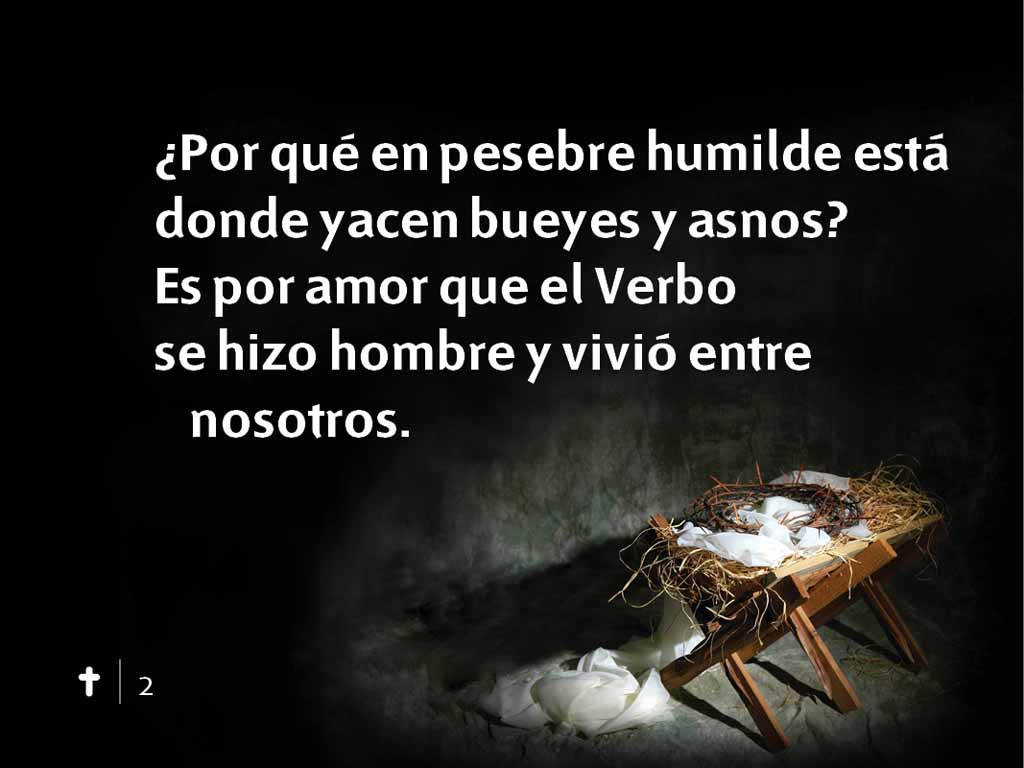 ¿Por qué en pesebre humilde está
donde yacen bueyes y asnos?
Es por amor que el Verbo
se hizo hombre y vivió entre
nosotros.
2